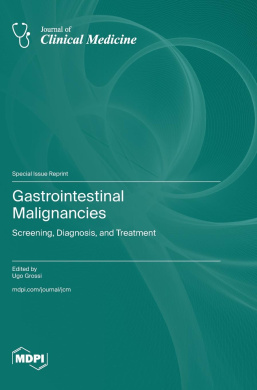 Journal of
Clinical Medicine
Special Issue Reprint
Gastrointestinal
Malignancies
Screening, Diagnosis, and Treatment
Edited by
Ugo Grossi
mdpi.com/journal/jcm
MDPI